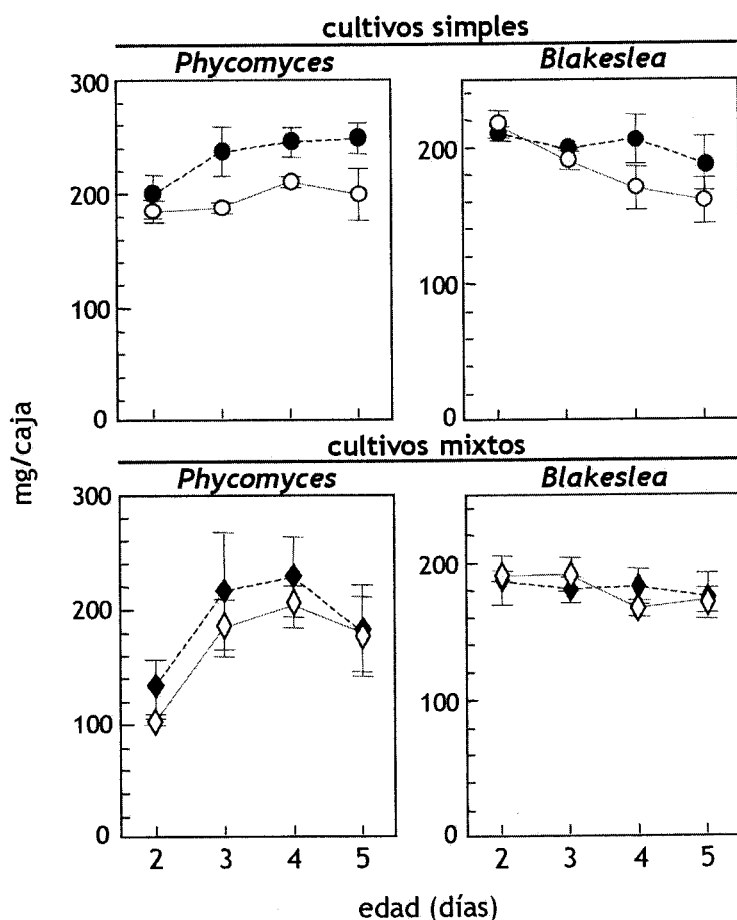 cultivos simples
Phycomyces Blakeslea
300
200 200
100 100
0 0
cultivos mixtos
Phycomyces Blakeslea
300
200 200
100 100
0 0
2 3 4 5 2 3 4 5
mg/caja
edad (días)